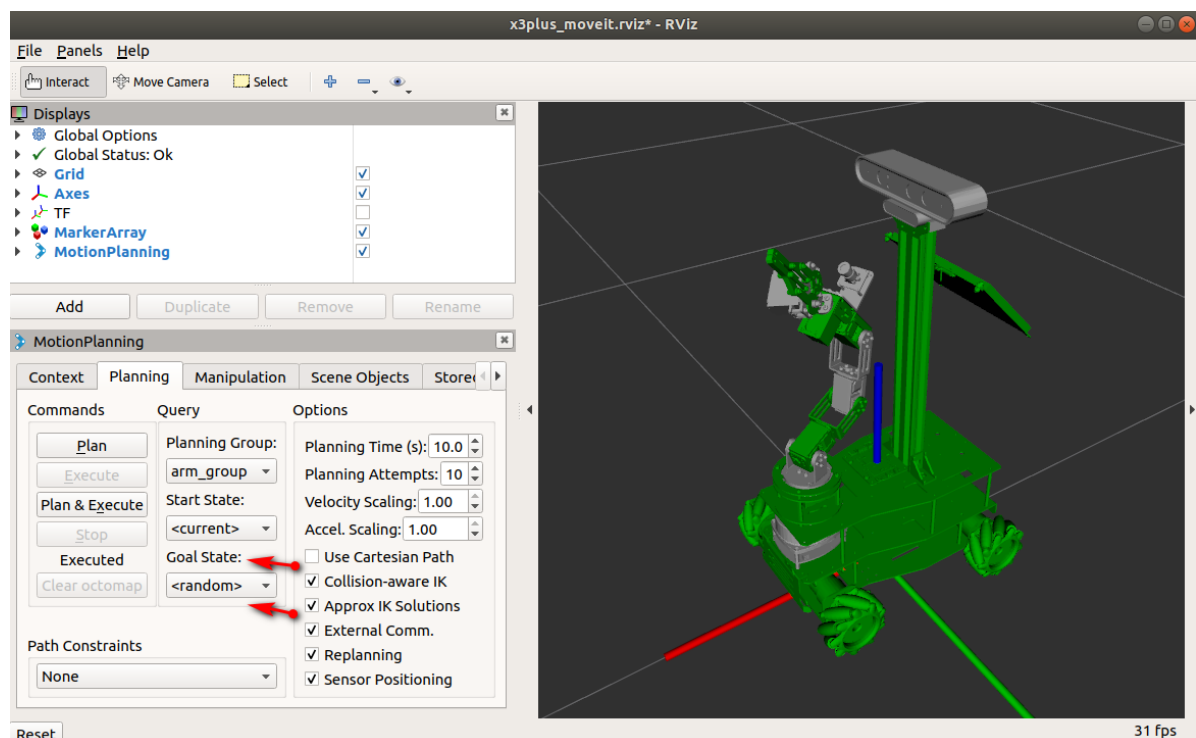 x3plus_moveit.rviz* - RViz
File Panels Help
Interact Move Camera Select
Displays
Global Options
Global Status: Ok
Grid
Axes
TF
MarkerArray
MotionPlanning
Add Duplicate Remove Rename
MotionPlanning
Context Planning Manipulation Scene Objects Stored
Commands Query Options
Plan Planning Group: Planning Time (s): 10.0
Execute arm_group Planning Attempts: 10
Plan & Execute Start State: Velocity Scaling: 1.00
Stop <current> Accel. Scaling: 1.00
Executed Goal State: Use Cartesian Path
Clear octomap <random> Collision-aware IK
Approx IK Solutions
External Comm.
Path Constraints Replanning
None Sensor Positioning
Reset 31 fps